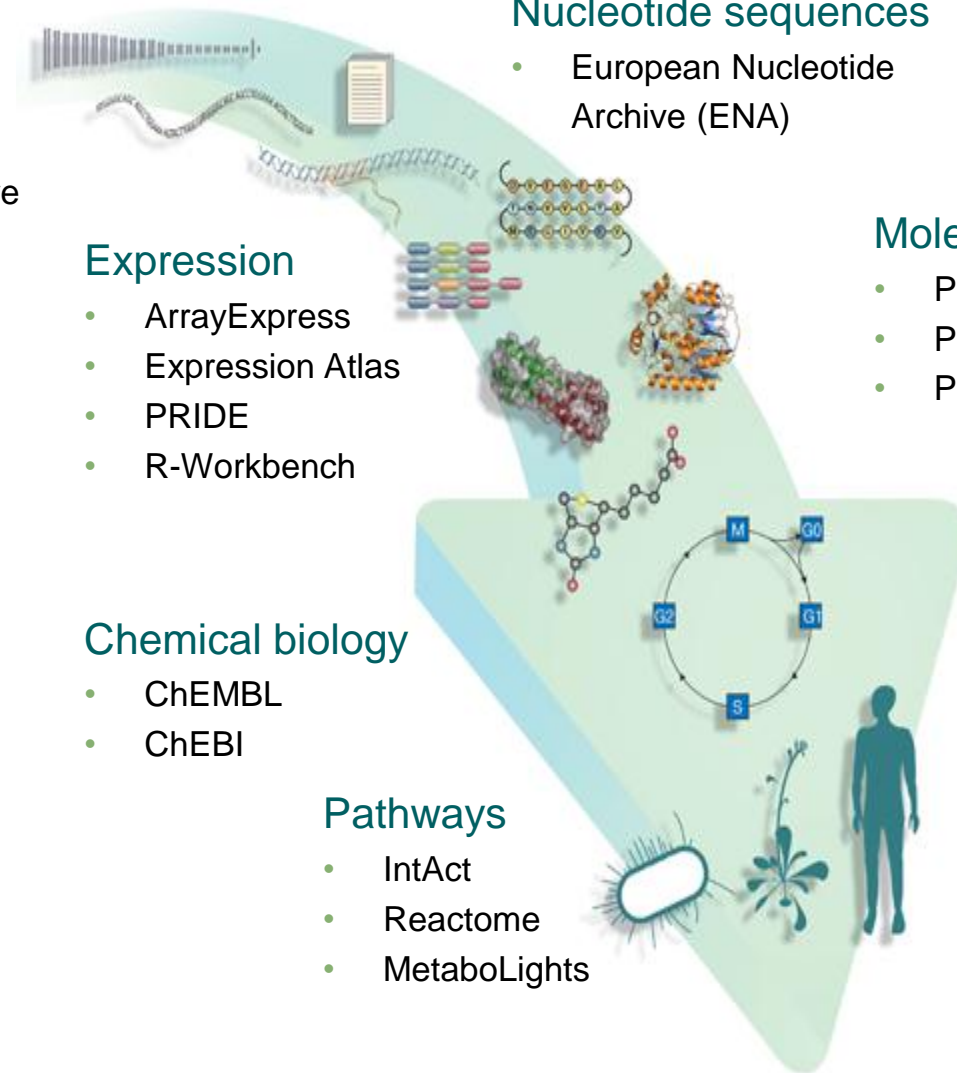 Nucleotide sequences
• European Nucleotide
Archive (ENA)
Expression
• ArrayExpress
• Expression Atlas
• PRIDE
• R-Workbench
Chemical biology
• ChEMBL
• ChEBI
Pathways
• IntAct
• Reactome
• MetaboLights
M
G0
G2
G1
S